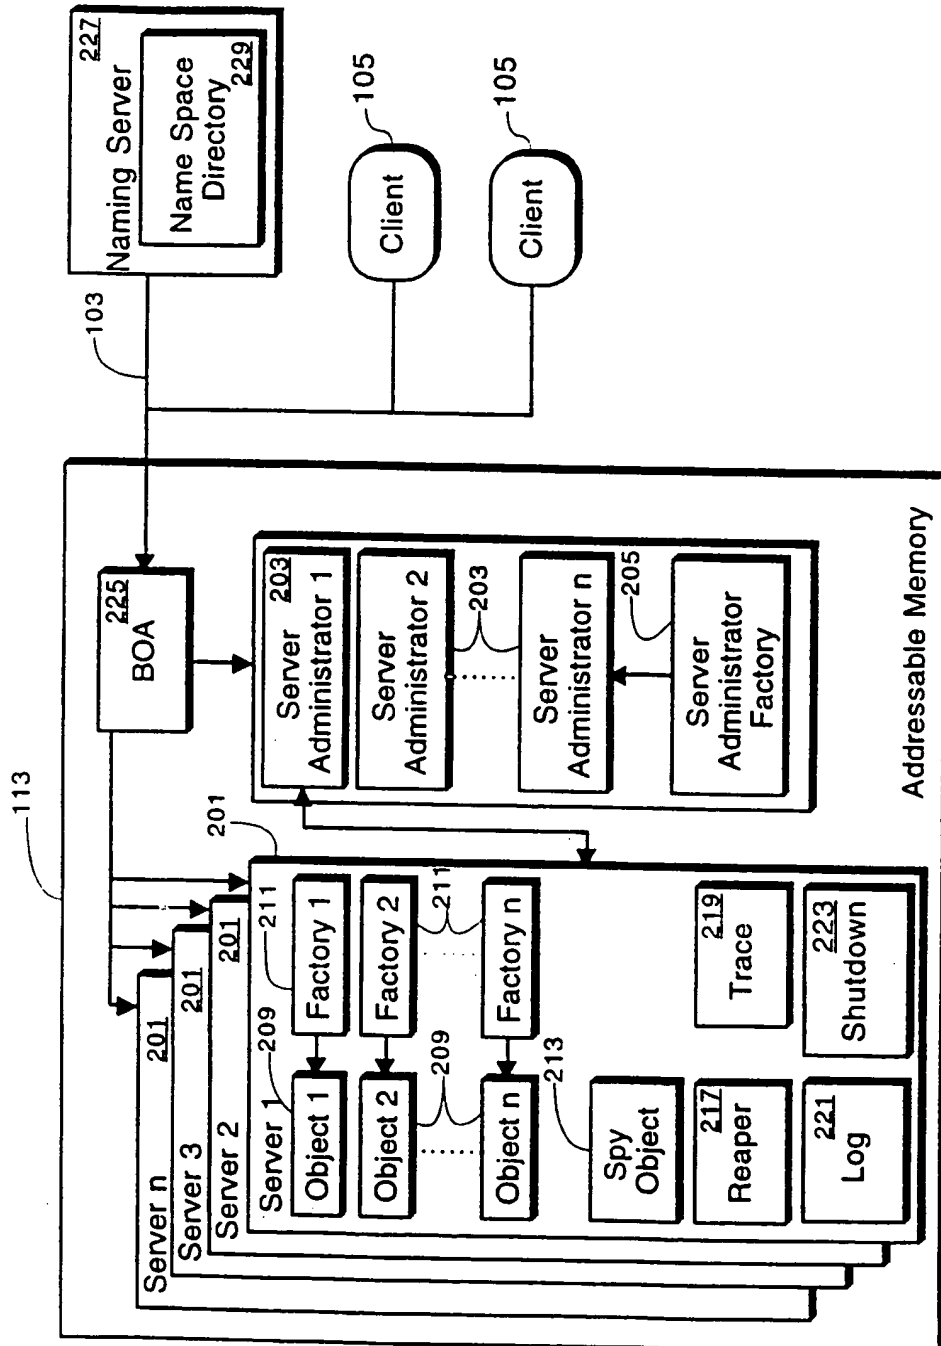 113
Server n
201
Server 3
201
Server 2
201
Server 1
201
209
211
Object 1
Factory 1
Object 2
Factory 2
209
211
Object n
Factory n
213
Spy
Object
Reaper
217
Trace
219
Log
221
Shutdown
223
BOA
225
Server
Administrator 1
203
Server
Administrator 2
203
Server
Administrator n
205
Server
Administrator
Factory
Addressable Memory
103
Naming Server
227
Name Space
Directory
229
Client
105
Client
105